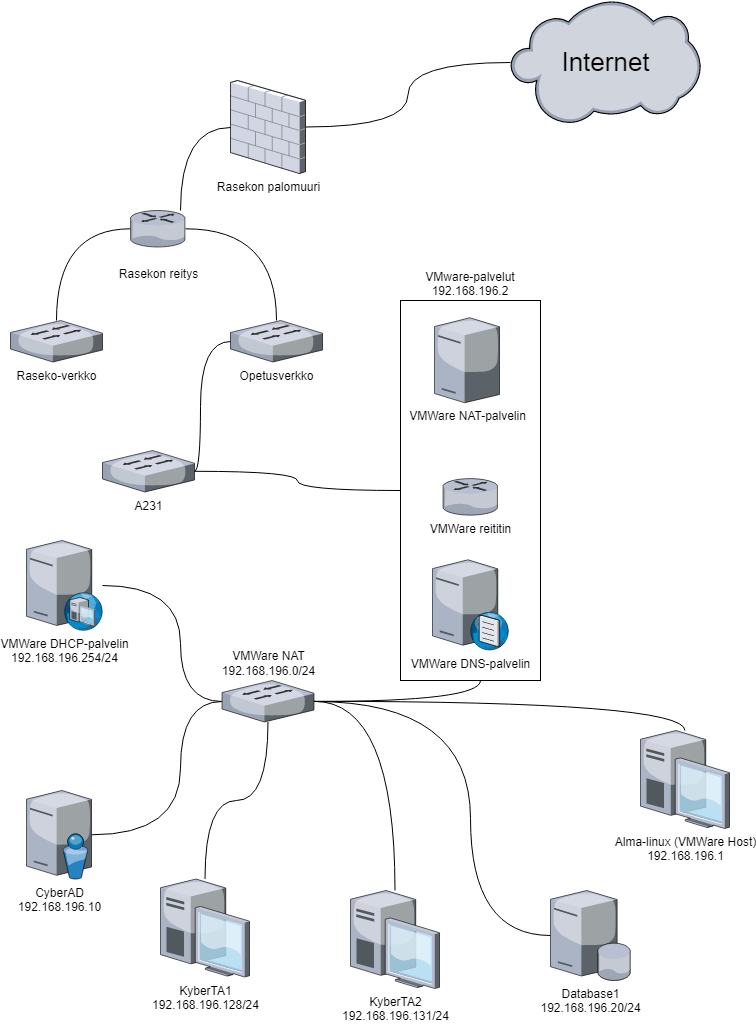 Internet
Rasekon palomuuri
Rasekon reitys
Raseko-verkko
Opetusverkko
VMware-palvelut
192.168.196.2
VMWare NAT-palvelin
A231
VMWare reititin
VMWare DHCP-palvelin
192.168.196.254/24
VMWare DNS-palvelin
VMWare NAT
192.168.196.0/24
Alma-linux (VMWare Host)
192.168.196.1
CyberAD
192.168.196.10
KyberTA1
192.168.196.128/24
KyberTA2
192.168.196.131/24
Database1
192.168.196.20/24